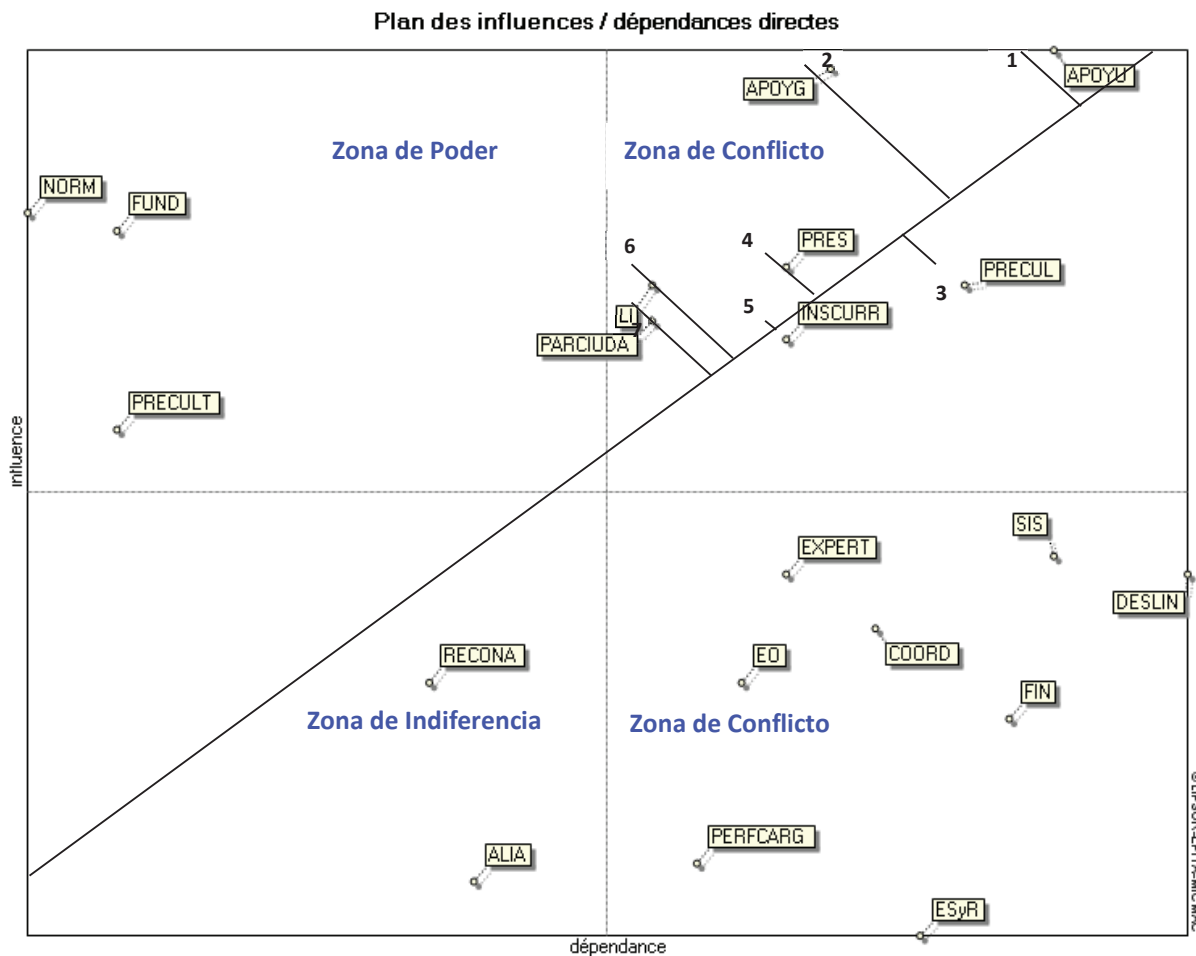 Plan des influences / dépendances directes
1
2
APOYU
APOYG
Zona de Poder
Zona de Conflicto
NORM
FUND
6
4
PRES
PRECUL
3
5
LI
INSCURR
7
PARCIUDA
PRECULT
influence
SIS
EXPERT
DESLIN
RECONA
EO
COORD
FIN
Zona de Indiferencia
Zona de Conflicto
PERFCARG
ALIA
ESyR
dépendance